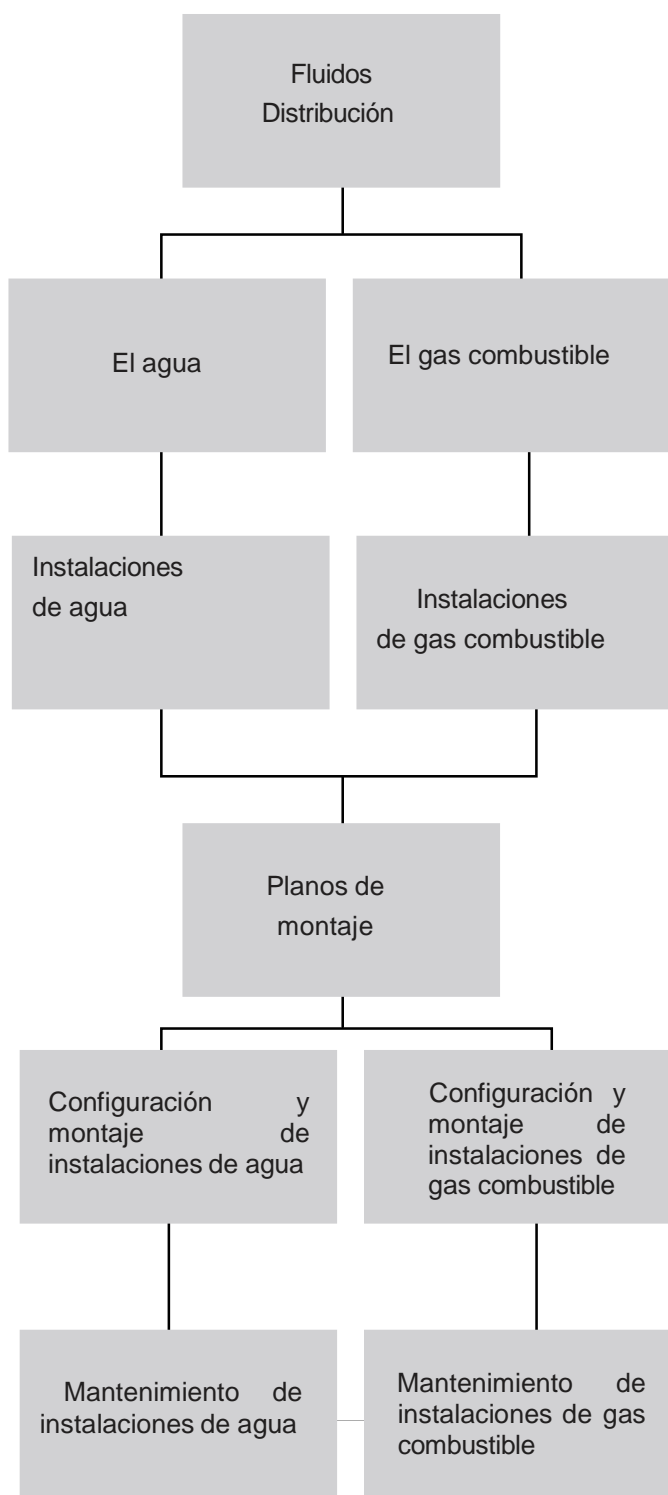 Fluidos
Distribución
El agua
El gas combustible
Instalaciones
de agua
Instalaciones
de gas combustible
Planos de
montaje
Configuración y
montaje de
instalaciones de agua
Configuración y
montaje de
instalaciones de
gas combustible
Mantenimiento de
instalaciones de agua
Mantenimiento de
instalaciones de gas
combustible